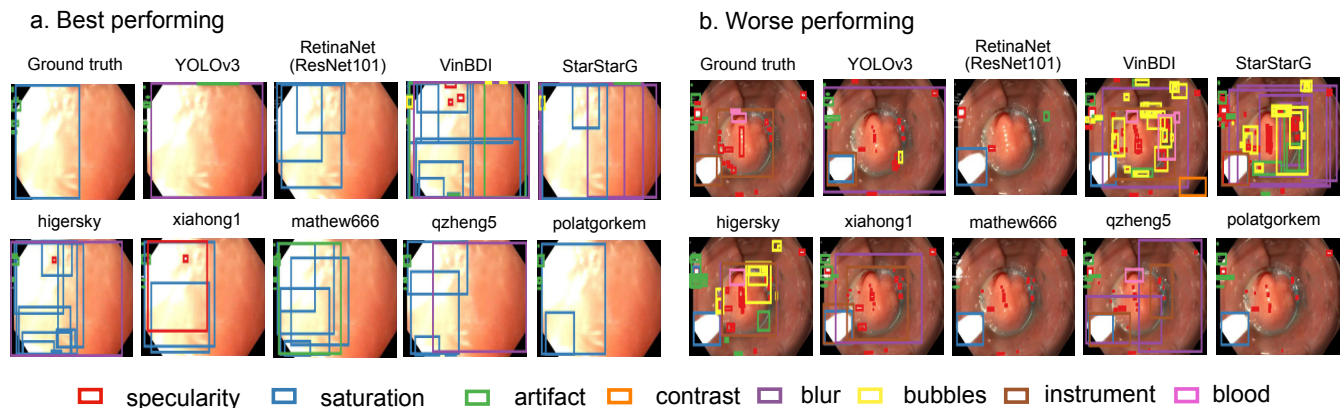 a. Best performing
b. Worse performing
Ground truth
YOLOv3
RetinaNet
(ResNet101)
VinBDI
StarStarG
Ground truth
YOLOv3
RetinaNet
(ResNet101)
VinBDI
StarStarG
higersky
xiahong1
mathew666
qzheng5
polatgorkem
higersky
xiahong1
mathew666
qzheng5
polatgorkem
specularity
saturation
artifact
contrast
blur
bubbles
instrument
blood